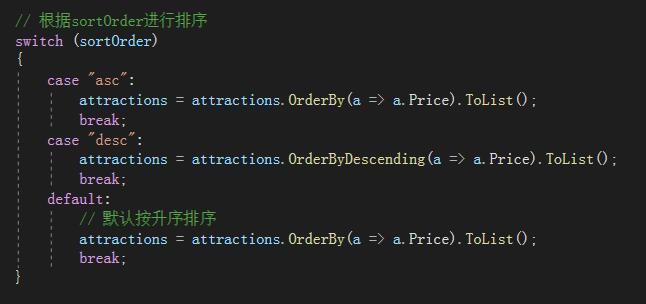 // 根据sortOrder进行排序
switch (sortOrder)
{
    case "asc":
        attractions = attractions.OrderBy(a => a.Price).ToList();
        break;
    case "desc":
        attractions = attractions.OrderByDescending(a => a.Price).ToList();
        break;
    default:
        // 默认按升序排序
        attractions = attractions.OrderBy(a => a.Price).ToList();
        break;
}